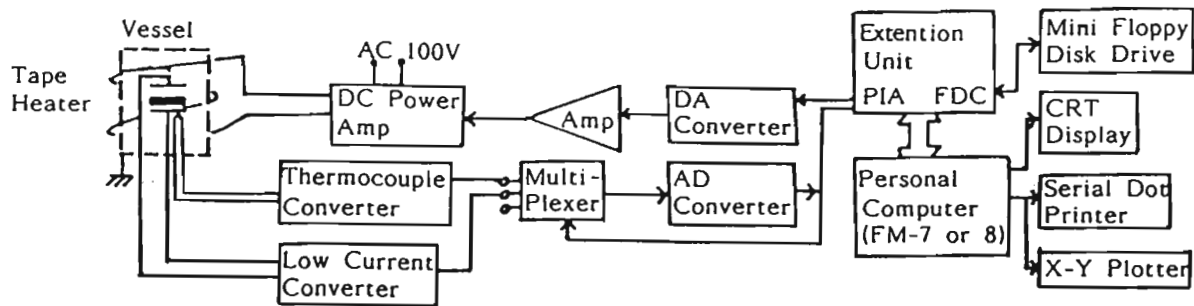 Vessel
Tape
Heater
AC 100V
DC Power
Amp
Amp
DA
Converter
Extention
Unit
PIA FDC
Mini Floppy
Disk Drive
CRT
Display
Thermocouple
Converter
Multi-
Plexer
AD
Converter
Personal
Computer
(FM-7 or 8)
Serial Dot
Printer
Low Current
Converter
X-Y Plotter